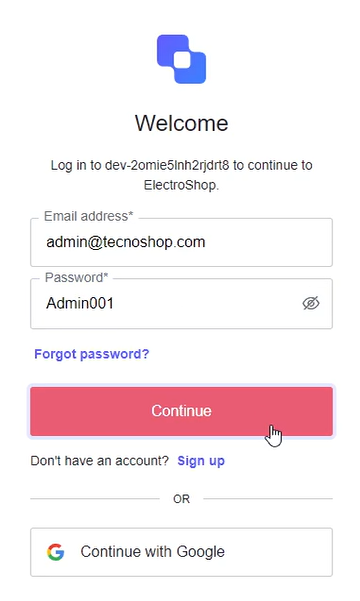 Welcome
Log in to dev-2omie5lnh2rjdrt8 to continue to
ElectroShop.
Email address*
admin@tecnoshop.com
Password*
Admin001
Forgot password?
Continue
Don't have an account? Sign up
OR
Continue with Google